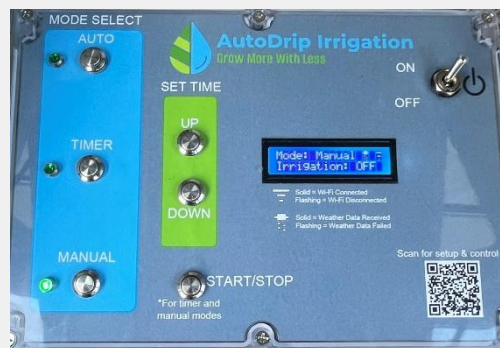 MODE SELECT
AUTO
TIMER
MANUAL
AutoDrip Irrigation
Grow More With Less
SET TIME
UP
DOWN
START/STOP
*For timer and
manual modes
ON
OFF
Mode: Manual
Irrigation: OFF
Solid = Wi-Fi Connected
Flashing = Wi-Fi Disconnected
Solid = Weather Data Received
Flashing = Weather Data Failed
Scan for setup & control